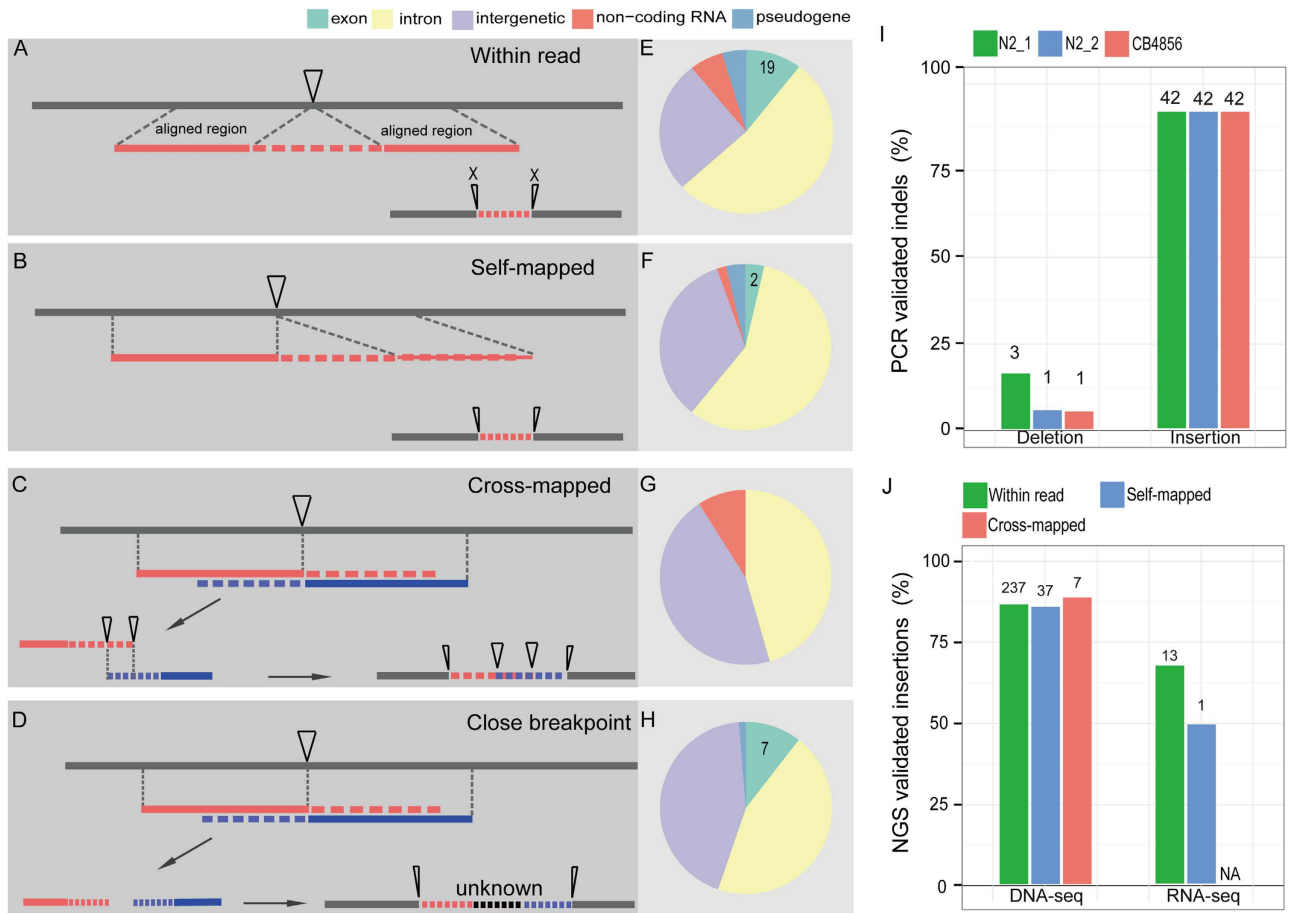 exon intron intergenetic non-coding RNA pseudogene
A
Within read
aligned region aligned region
X X
B
Self-mapped
C
Cross-mapped
D
Close breakpoint
unknown
E
19
F
2
G
H
7
I
N2_1 N2_2 CB4856
PCR validated indels (%)
100
75
50
25
0
3
1
1
42 42 42
Deletion Insertion
J
Within read Self-mapped
Cross-mapped
NGS validated insertions (%)
100
75
50
25
0
237 37 7
13
1
NA
DNA-seq RNA-seq